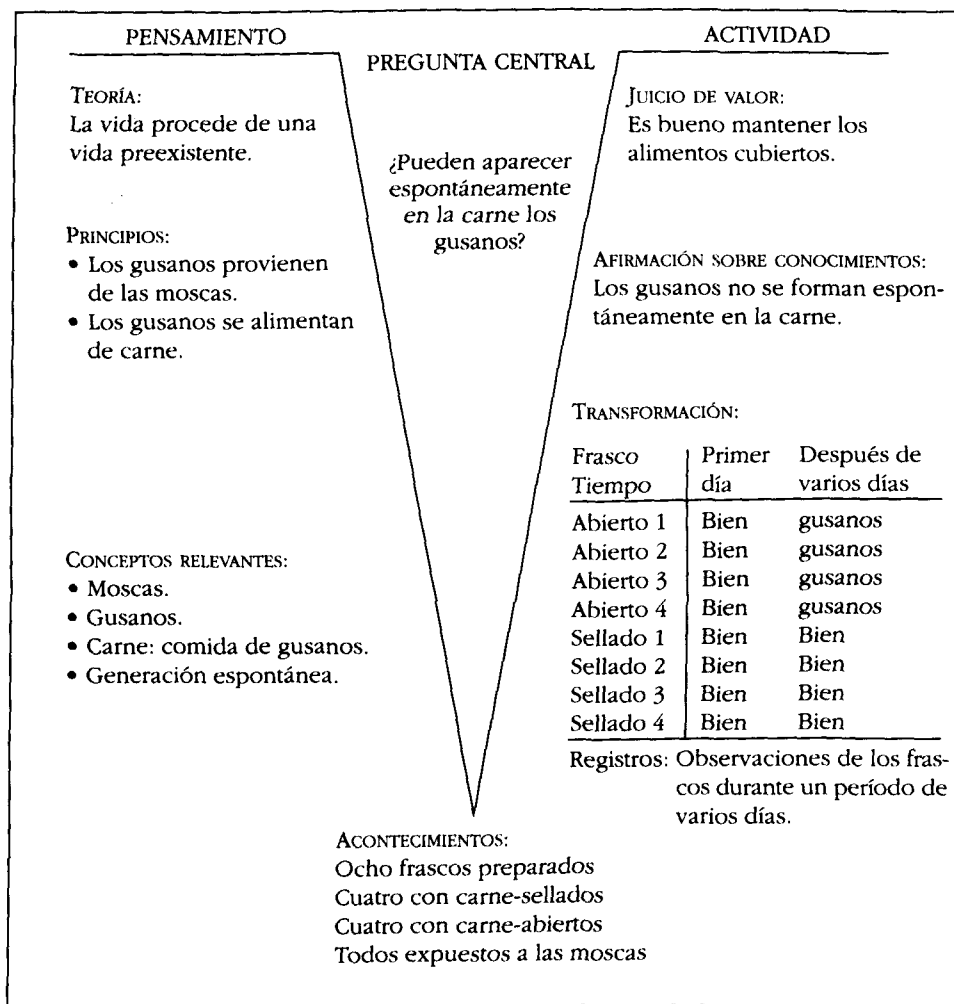 PENSAMIENTO
PREGUNTA CENTRAL
ACTIVIDAD
TEORÍA:
La vida procede de una
vida preexistente.
PRINCIPIOS:
• Los gusanos provienen
de las moscas.
• Los gusanos se alimentan
de carne.
CONCEPTOS RELEVANTES:
• Moscas.
• Gusanos.
• Carne: comida de gusanos.
• Generación espontánea.
¿Pueden aparecer
espontáneamente
en la carne los
gusanos?
JUICIO DE VALOR:
Es bueno mantener los
alimentos cubiertos.
AFIRMACIÓN SOBRE CONOCIMIENTOS:
Los gusanos no se forman espon-
táneamente en la carne.
TRANSFORMACIÓN:
Frasco Primer Después de
Tiempo día varios días
Abierto 1 Bien gusanos
Abierto 2 Bien gusanos
Abierto 3 Bien gusanos
Abierto 4 Bien gusanos
Sellado 1 Bien Bien
Sellado 2 Bien Bien
Sellado 3 Bien Bien
Sellado 4 Bien Bien
Registros: Observaciones de los fras-
cos durante un período de
varios días.
ACONTECIMIENTOS:
Ocho frascos preparados
Cuatro con carne-sellados
Cuatro con carne-abiertos
Todos expuestos a las moscas